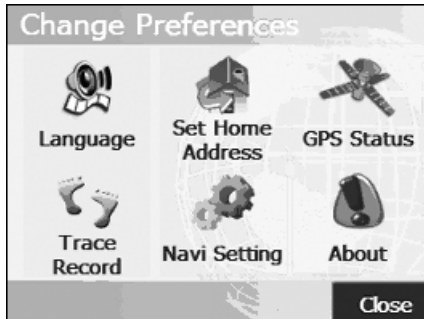 Change Preferences
Language
Set Home
Address
GPS Status
Trace
Record
Navi Setting
About
Close